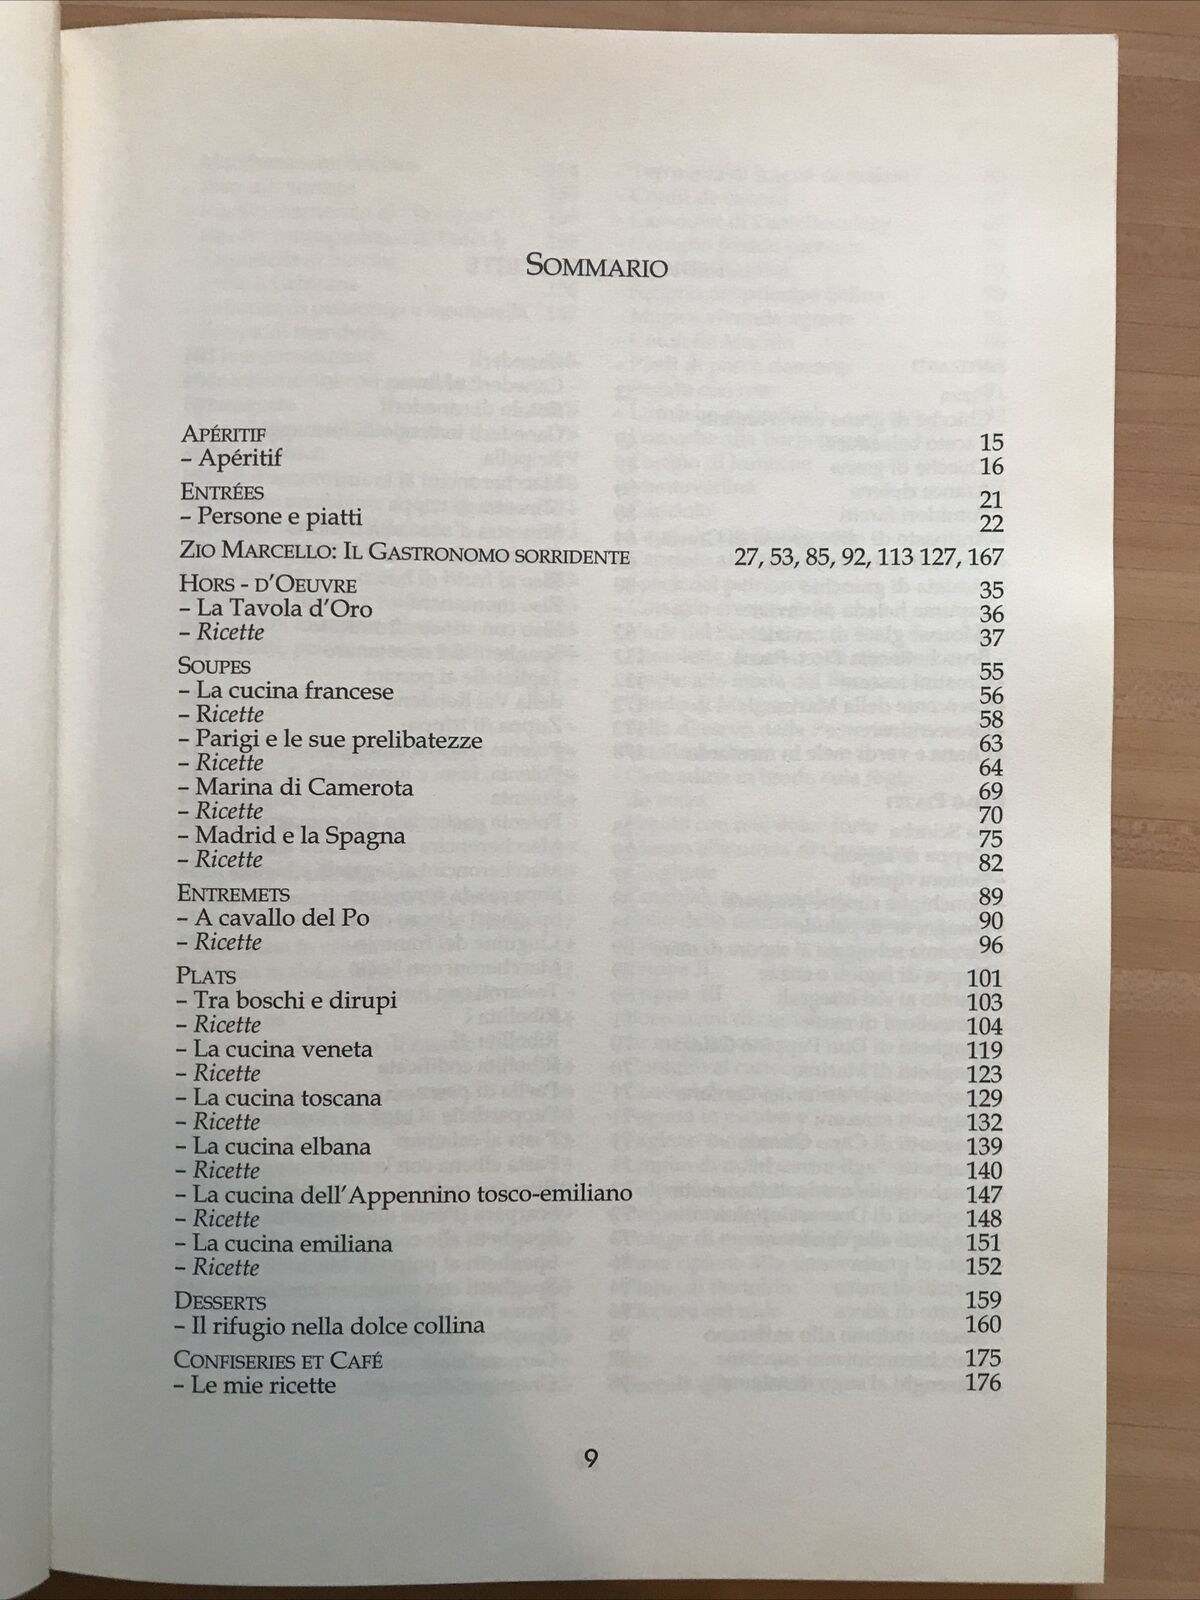 SOMMARIO
APÉRITIF 15
– Apéritif 16
ENTRÉES 21
– Persone e piatti 22
ZIO MARCELLO: IL GASTRONOMO SORRIDENTE 27, 53, 85, 92, 113 127, 167
HORS - D'OEUVRE 35
– La Tavola d'Oro 36
– Ricette 37
SOUPES 55
– La cucina francese 56
– Ricette 58
– Parigi e le sue prelibatezze 63
– Ricette 64
– Marina di Camerota 69
– Ricette 70
– Madrid e la Spagna 75
– Ricette 82
ENTREMETS 89
– A cavallo del Po 90
– Ricette 96
PLATS 101
– Tra boschi e dirupi 103
– Ricette 104
– La cucina veneta 119
– Ricette 123
– La cucina toscana 129
– Ricette 132
– La cucina elbana 139
– Ricette 140
– La cucina dell'Appennino tosco-emiliano 147
– Ricette 148
– La cucina emiliana 151
– Ricette 152
DESSERTS 159
– Il rifugio nella dolce collina 160
CONFISERIES ET CAFÉ 175
– Le mie ricette 176
9